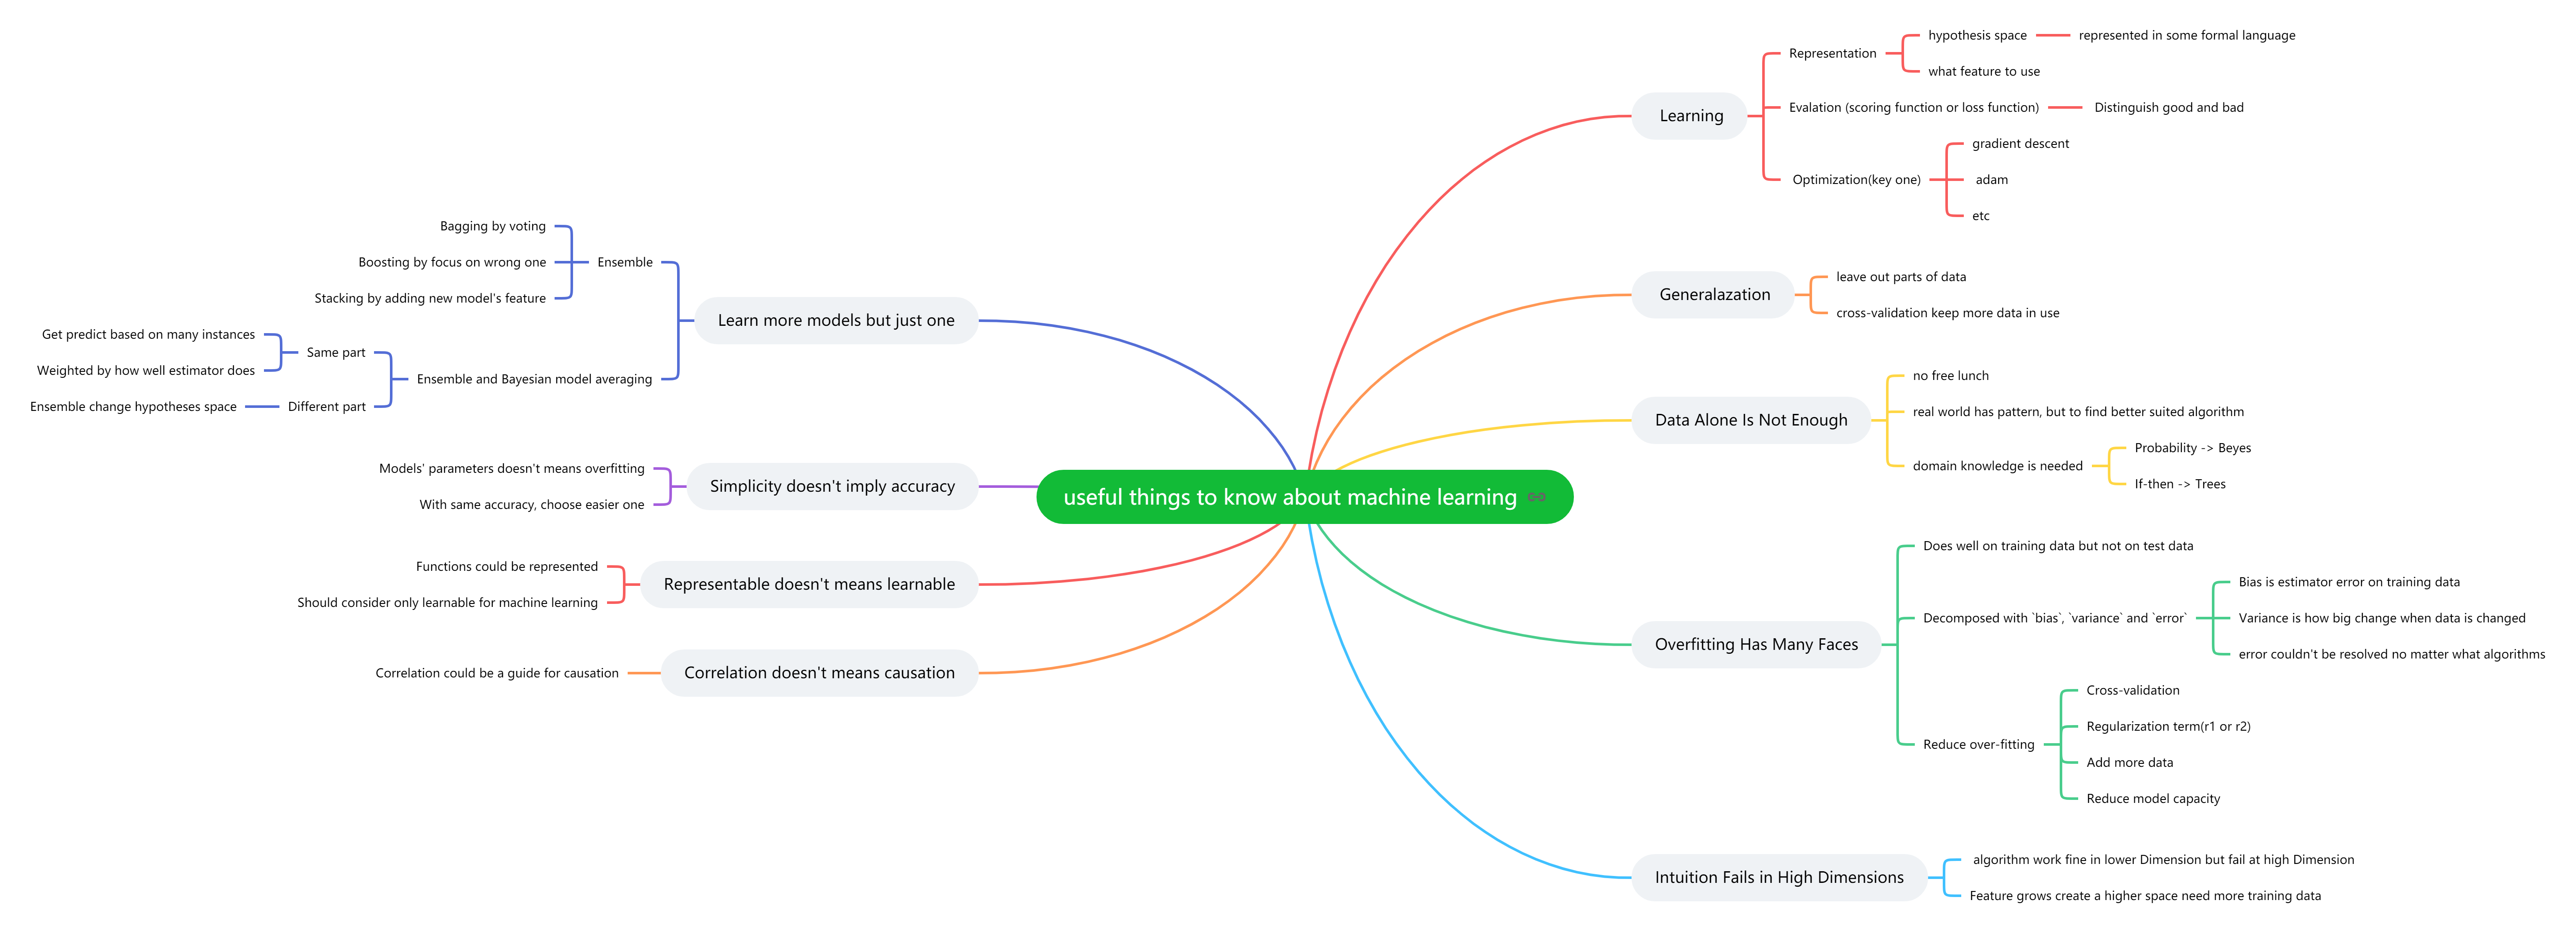 useful things to know about machine learning
Learning
Representation
hypothesis space
represented in some formal language
what feature to use
Evalation (scoring function or loss function)
Distinguish good and bad
Optimization(key one)
gradient descent
adam
etc
Generalazation
leave out parts of data
cross-validation keep more data in use
Data Alone Is Not Enough
no free lunch
real world has pattern, but to find better suited algorithm
domain knowledge is needed
Probability -> Beyes
If-then -> Trees
Overfitting Has Many Faces
Does well on training data but not on test data
Decomposed with `bias`, `variance` and `error`
Bias is estimator error on training data
Variance is how big change when data is changed
error couldn't be resolved no matter what algorithms
Reduce over-fitting
Cross-validation
Regularization term(r1 or r2)
Add more data
Reduce model capacity
Intuition Fails in High Dimensions
algorithm work fine in lower Dimension but fail at high Dimension
Feature grows create a higher space need more training data
Learn more models but just one
Ensemble
Bagging by voting
Boosting by focus on wrong one
Stacking by adding new model's feature
Ensemble and Bayesian model averaging
Same part
Get predict based on many instances
Weighted by how well estimator does
Different part
Ensemble change hypotheses space
Simplicity doesn't imply accuracy
Models' parameters doesn't means overfitting
With same accuracy, choose easier one
Representable doesn't means learnable
Functions could be represented
Should consider only learnable for machine learning
Correlation doesn't means causation
Correlation could be a guide for causation